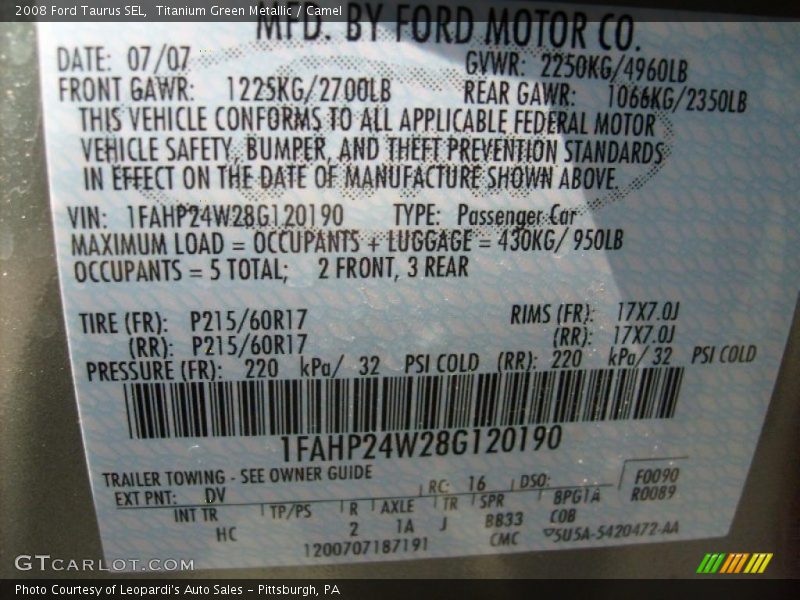 2008 Ford Taurus SEL,  Titanium Green Metallic / Camel
MFD. BY FORD MOTOR CO.
DATE: 07/07 GVWR: 2250KG/4960LB
FRONT GAWR: 1225KG/2700LB REAR GAWR: 1066KG/2350LB
THIS VEHICLE CONFORMS TO ALL APPLICABLE FEDERAL MOTOR
VEHICLE SAFETY, BUMPER, AND THEFT PREVENTION STANDARDS
IN EFFECT ON THE DATE OF MANUFACTURE SHOWN ABOVE.
VIN: 1FAHP24W28G120190 TYPE: Passenger Car
MAXIMUM LOAD = OCCUPANTS + LUGGAGE = 430KG/ 950LB
OCCUPANTS = 5 TOTAL; 2 FRONT, 3 REAR
TIRE (FR): P215/60R17 RIMS (FR): 17X7.0J
(RR): P215/60R17 (RR): 17X7.0J
PRESSURE (FR): 220 kPa/ 32 PSI COLD (RR): 220 kPa/ 32 PSI COLD
1FAHP24W28G120190
TRAILER TOWING - SEE OWNER GUIDE
EXT PNT: DV RC: 16 DSO: F0090
R0089
INT TR TP/PS R AXLE TR SPR BPG1A
HC 2 1A J BB33 COB
1200707187191 CMC 5U5A-5420472-AA
GTCARLOT.COM
Photo Courtesy of Leopardi's Auto Sales - Pittsburgh, PA